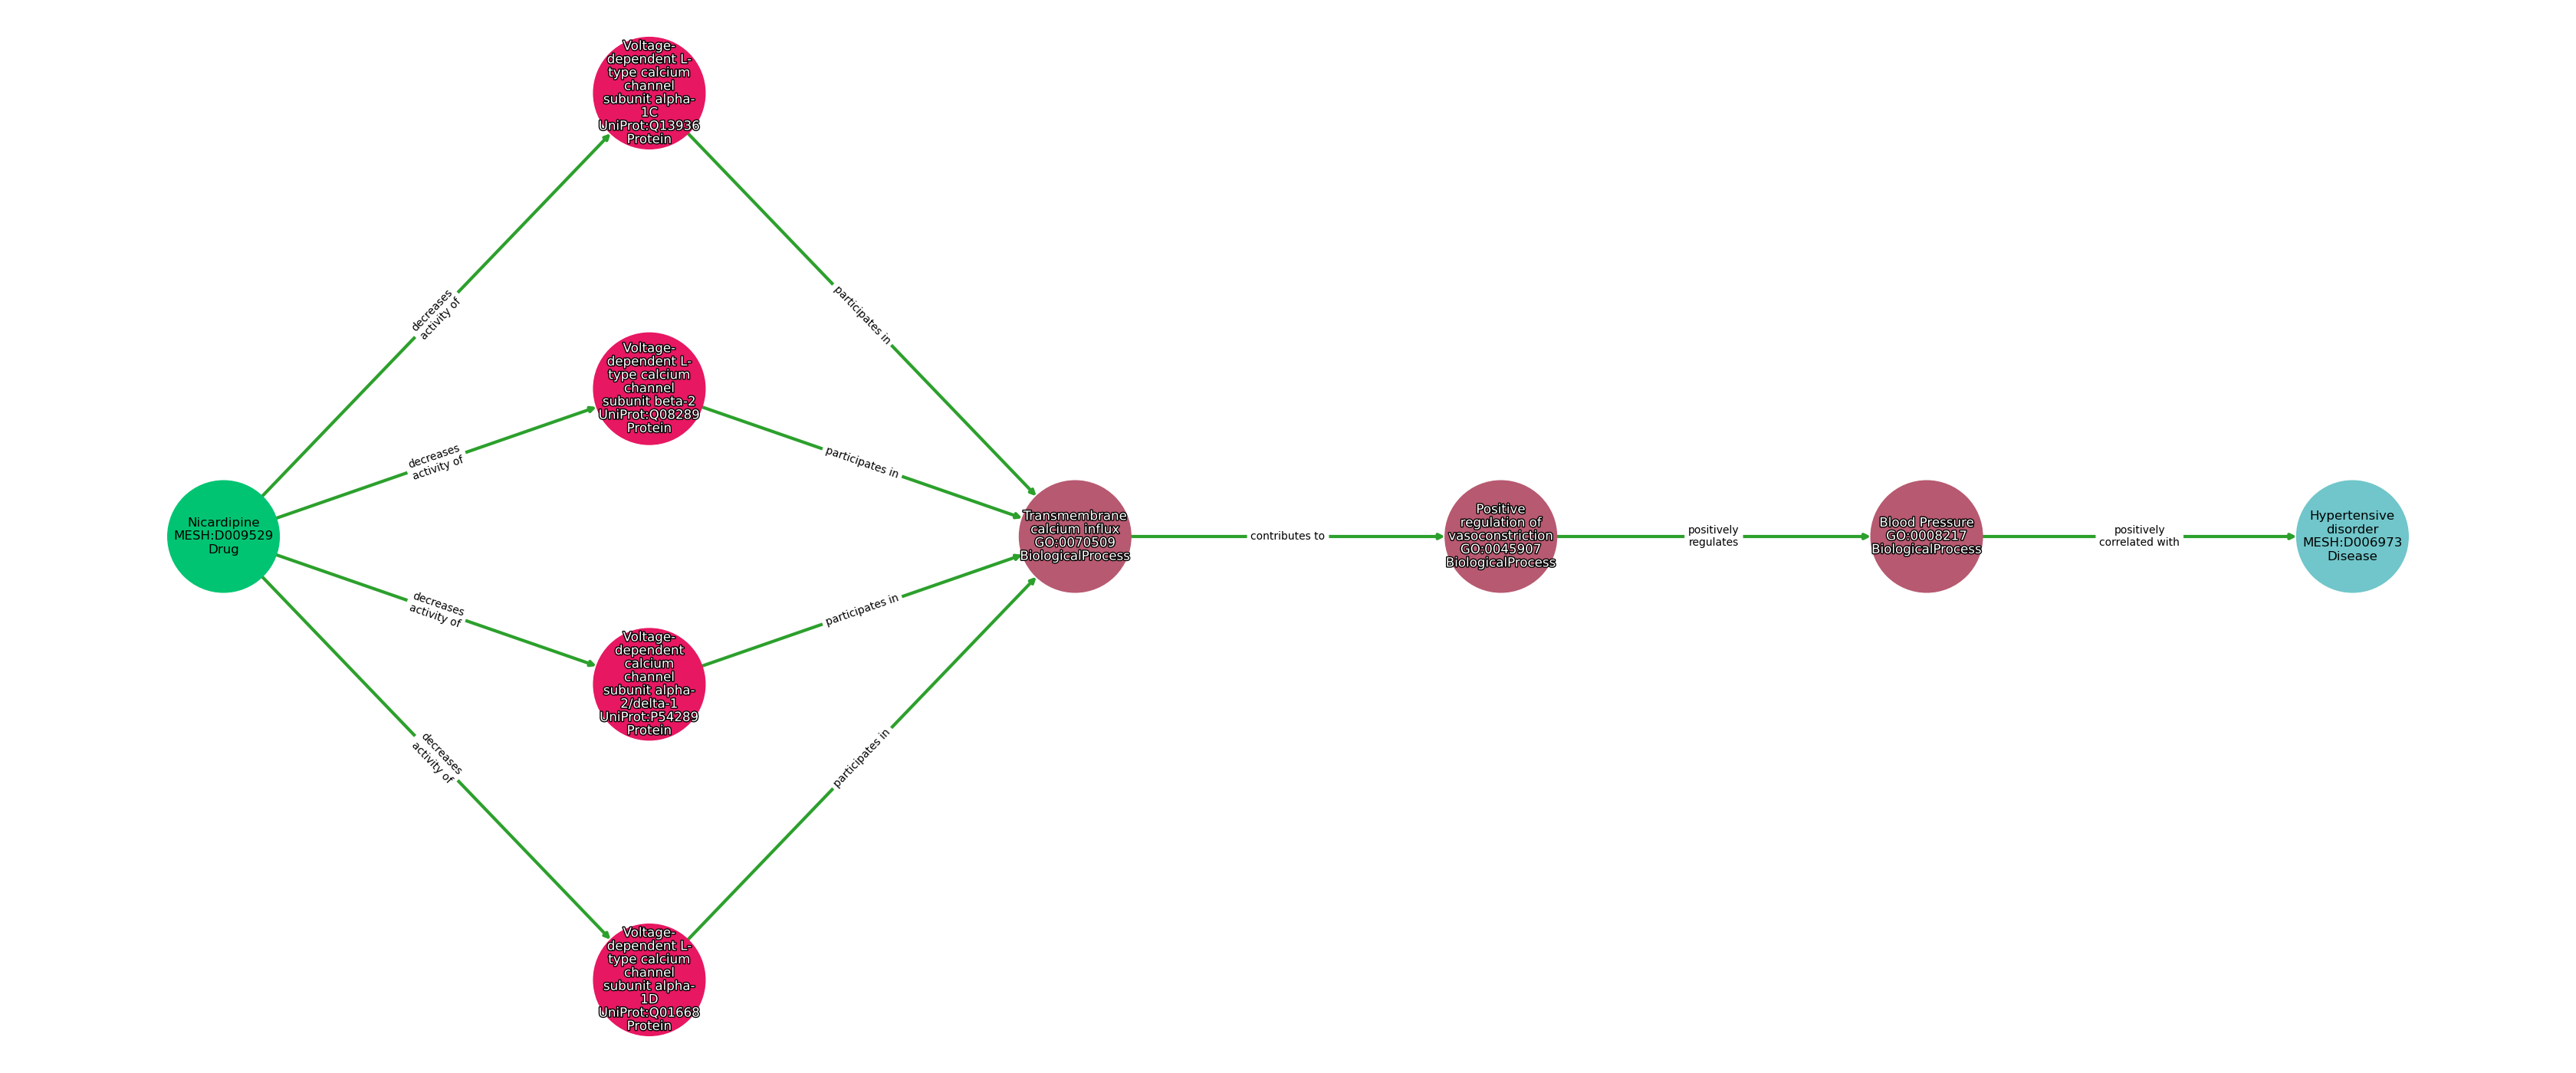 Voltage-
dependent L-
type calcium
channel
subunit alpha-
1C
UniProt:Q13936
Protein
decreases
activity of
participates in
Voltage-
dependent L-
type calcium
channel
subunit beta-2
UniProt:Q08289
Protein
decreases
activity of
participates in
Nicardipine
MESH:D009529
Drug
Transmembrane
calcium influx
GO:0070509
BiologicalProcess
contributes to
Positive
regulation of
vasoconstriction
GO:0045907
BiologicalProcess
positively
regulates
Blood Pressure
GO:0008217
BiologicalProcess
positively
correlated with
Hypertensive
disorder
MESH:D006973
Disease
decreases
activity of
participates in
Voltage-
dependent
calcium
channel
subunit alpha-
2/delta-1
UniProt:P54289
Protein
decreases
activity of
participates in
Voltage-
dependent L-
type calcium
channel
subunit alpha-
1D
UniProt:Q01668
Protein